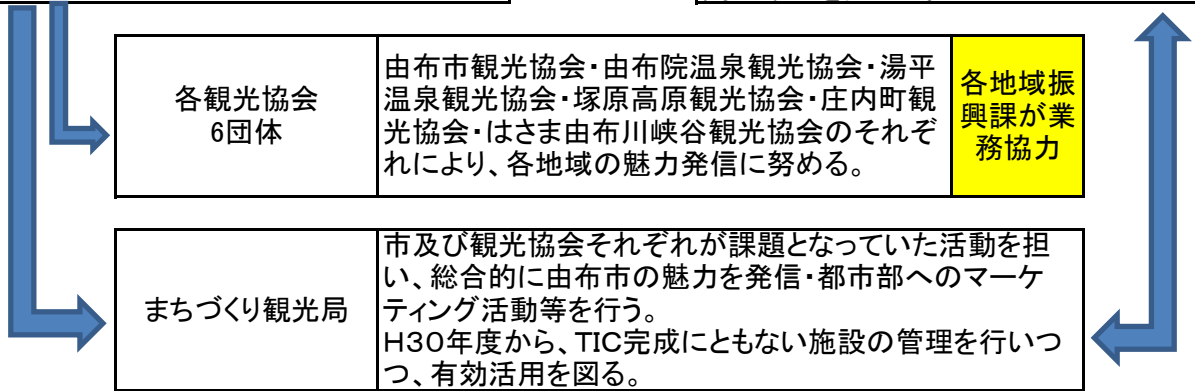 各観光協会
6団体
由布市観光協会・由布院温泉観光協会・湯平
温泉観光協会・塚原高原観光協会・庄内町観
光協会・はさま由布川峡谷観光協会のそれぞ
れにより、各地域の魅力発信に努める。
各地域振
興課が業
務協力
まちづくり観光局
市及び観光協会それぞれが課題となっていた活動を担
い、総合的に由布市の魅力を発信・都市部へのマーケ
ティング活動等を行う。
H30年度から、TIC完成にともない施設の管理を行いつ
つ、有効活用を図る。